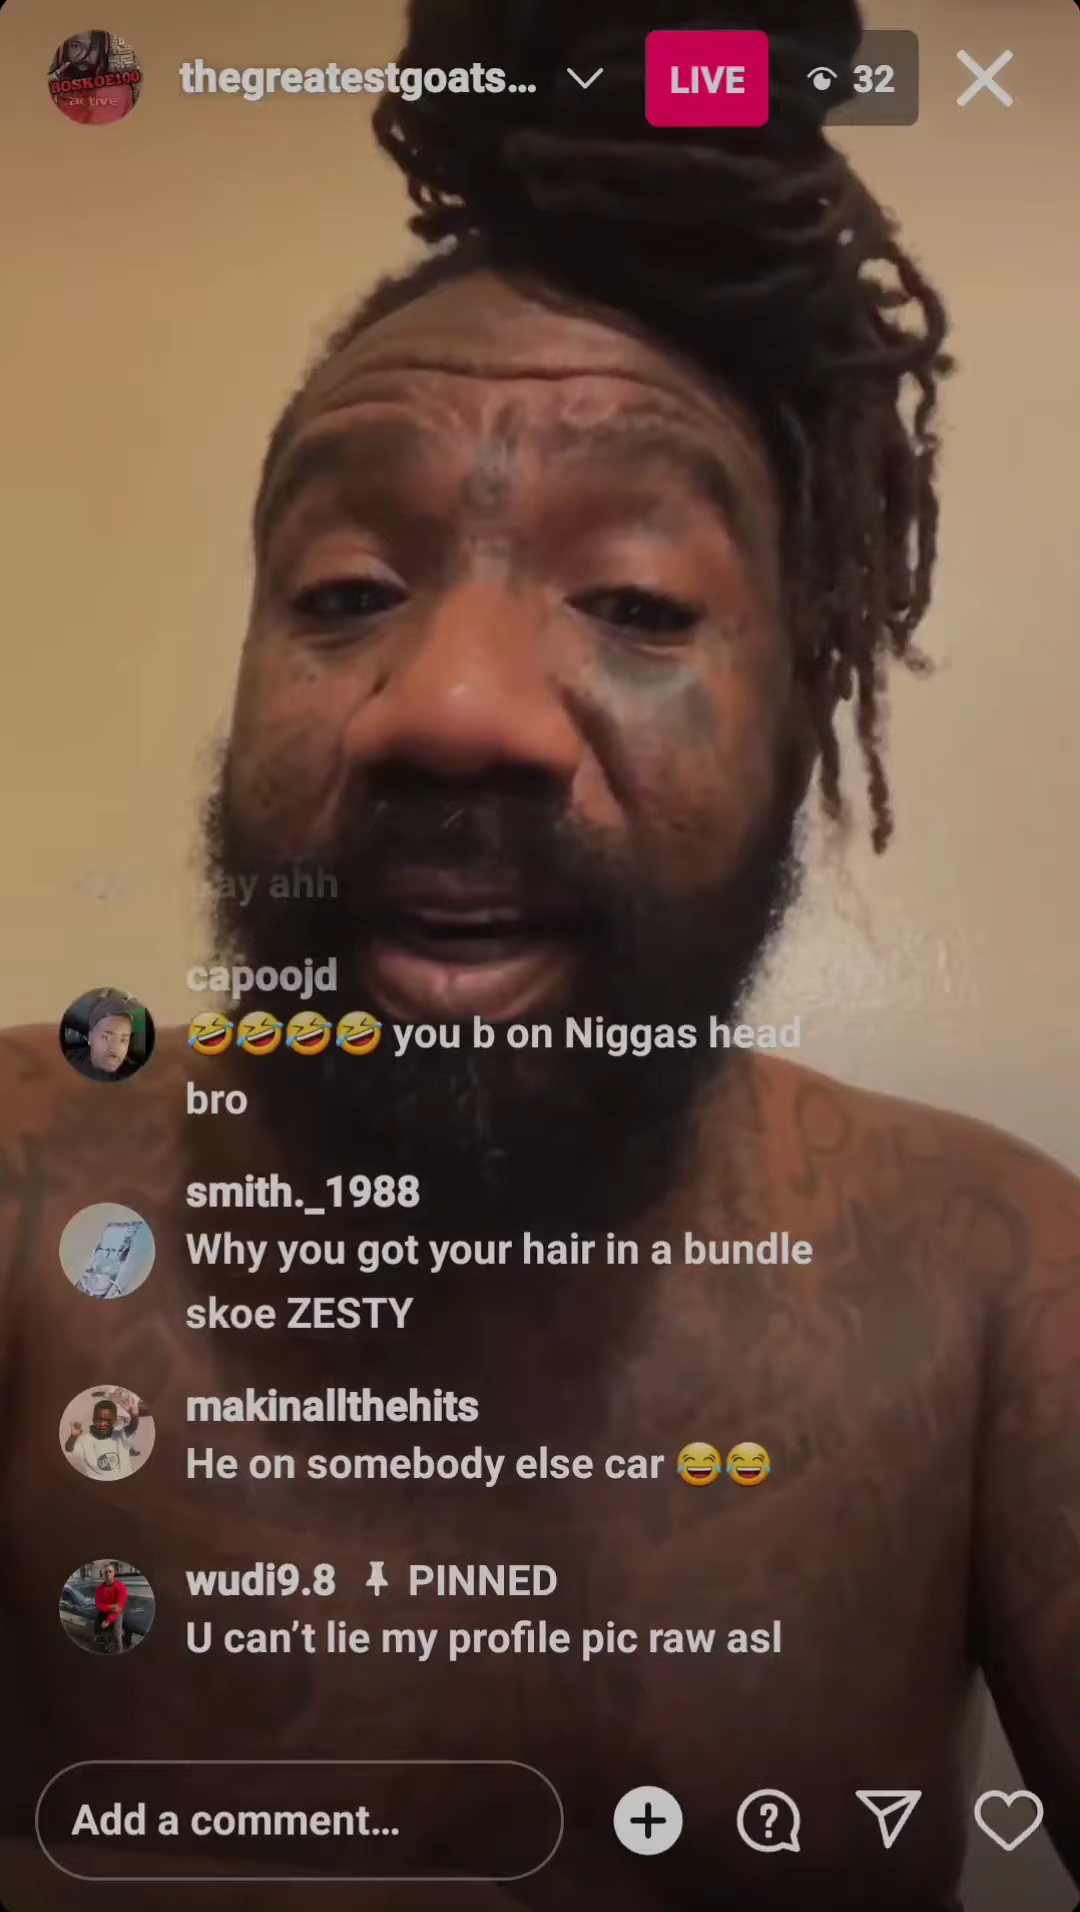 BOSKOE100
active
thegreatestgoats...
LIVE
32
ay ahh
capoojd
🤣🤣🤣🤣 you b on Niggas head
bro
smith._1988
Why you got your hair in a bundle
skoe ZESTY
makinallthehits
He on somebody else car 😂😂
wudi9.8 PINNED
U can’t lie my profile pic raw asl
Add a comment...